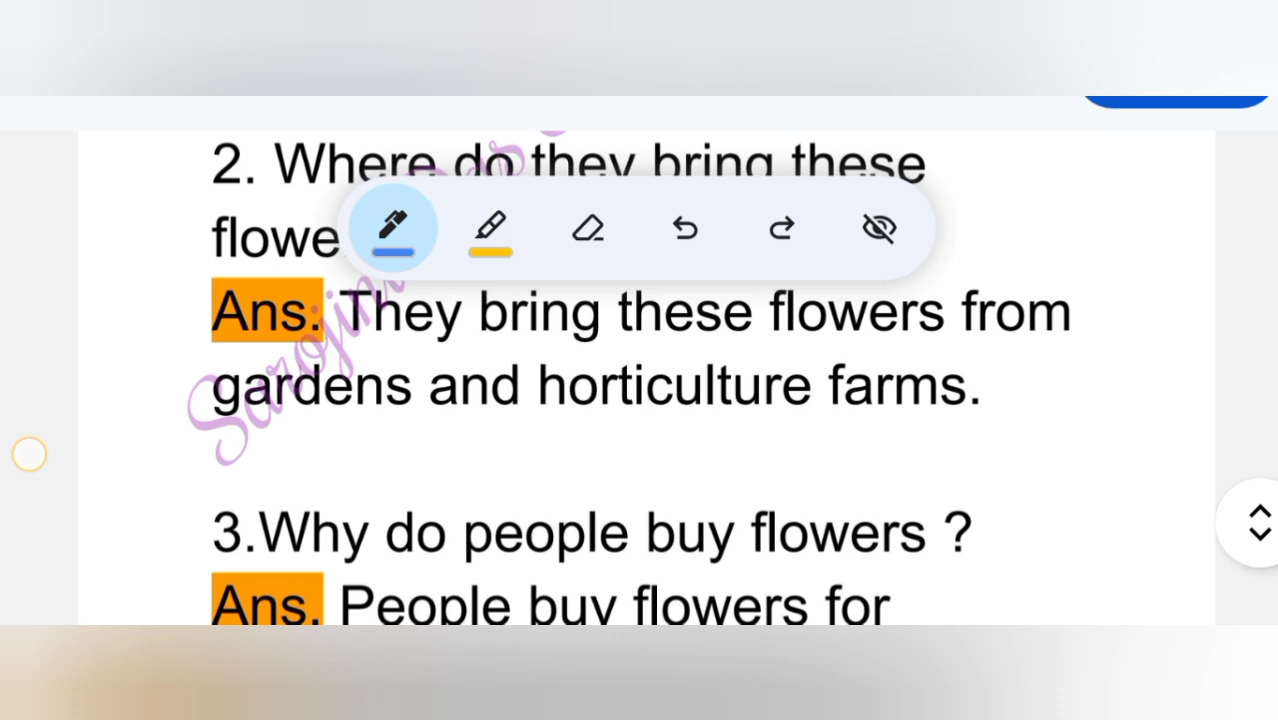 2. Where do they bring these
Ans. They bring these flowers from
gardens and horticulture farms.
3.Why do people buy flowers ?
Ans. People buy flowers for
Sarojini